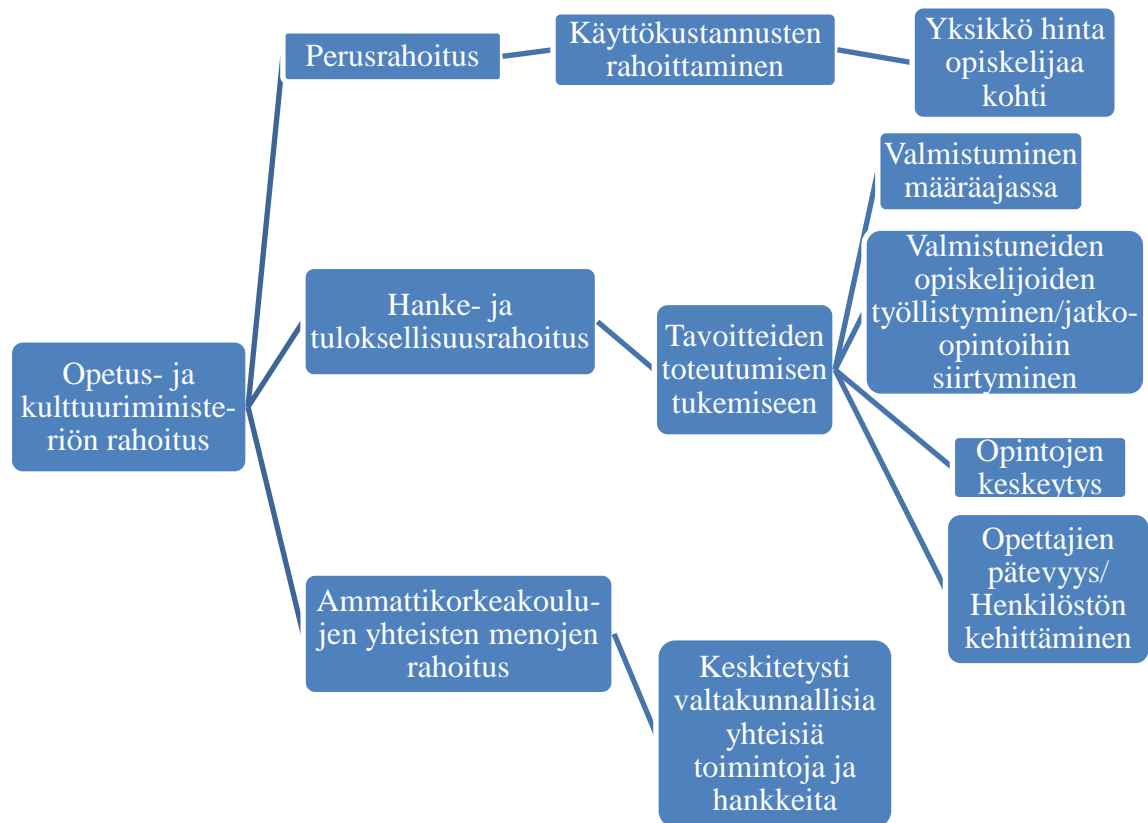 Perusrahoitus
Käyttökustannusten
rahoittaminen
Yksikkö hinta
opiskelijaa
kohti
Valmistuminen
määräajassa
Valmistuneiden
opiskelijoiden
työllistyminen/jatko-
opintoihin
siirtyminen
Hanke- ja
tuloksellisuusrahoitus
Tavoitteiden
toteutumisen
tukemiseen
Opetus- ja
kulttuuriministe-
riön rahoitus
Opintojen
keskeytys
Opettajien
pätevyys/
Henkilöstön
kehittäminen
Ammattikorkeakoulu-
jen yhteisten menojen
rahoitus
Keskitetysti
valtakunnallisia
yhteisiä
toimintoja ja
hankkeita